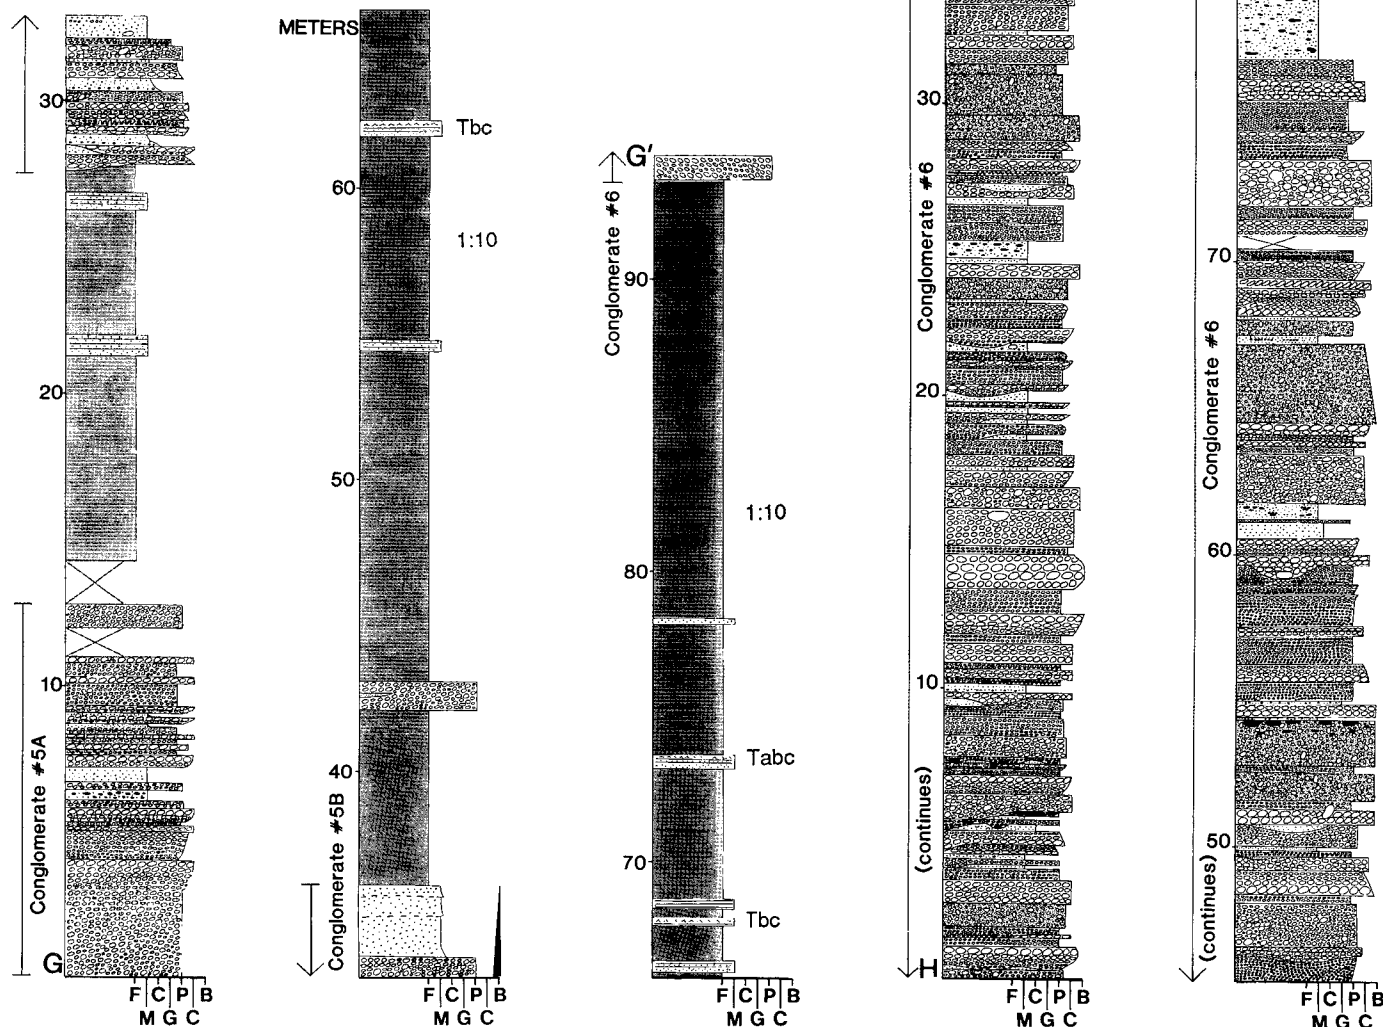 30
20
10
Conglomerate #5A
G
F C P B
M G C
METERS
Tbc
60
1:10
50
40
Conglomerate #5B
F C P B
M G C
G'
Conglomerate #6
90
1:10
80
Tabc
70
Tbc
F C P B
M G C
30
Conglomerate #6
20
10
(continues)
H
F C P B
M G C
70
Conglomerate #6
60
50
(continues)
F C P B
M G C